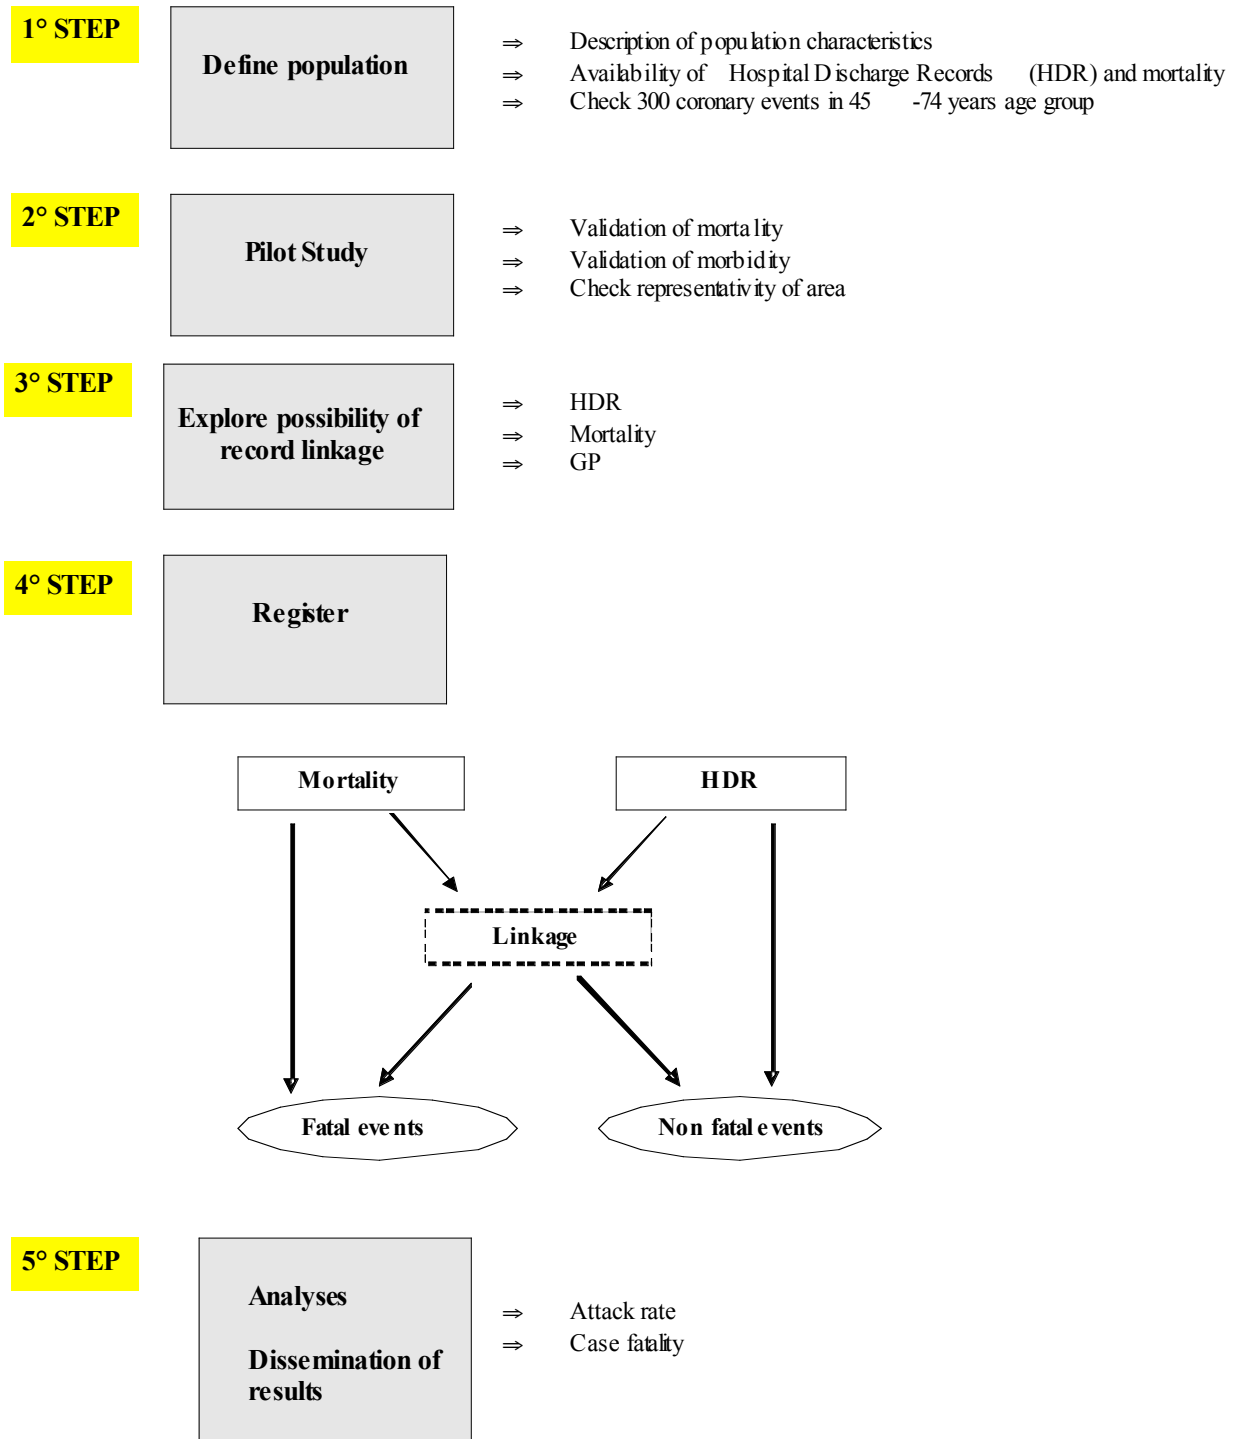 1° STEP
Define population
⇒ Description of population characteristics
⇒ Availability of Hospital Discharge Records (HDR) and mortality
⇒ Check 300 coronary events in 45 -74 years age group
2° STEP
Pilot Study
⇒ Validation of mortality
⇒ Validation of morbidity
⇒ Check representativity of area
3° STEP
Explore possibility of
record linkage
⇒ HDR
⇒ Mortality
⇒ GP
4° STEP
Register
Mortality
HDR
Linkage
Fatal events
Non fatal events
5° STEP
Analyses
Dissemination of
results
⇒ Attack rate
⇒ Case fatality